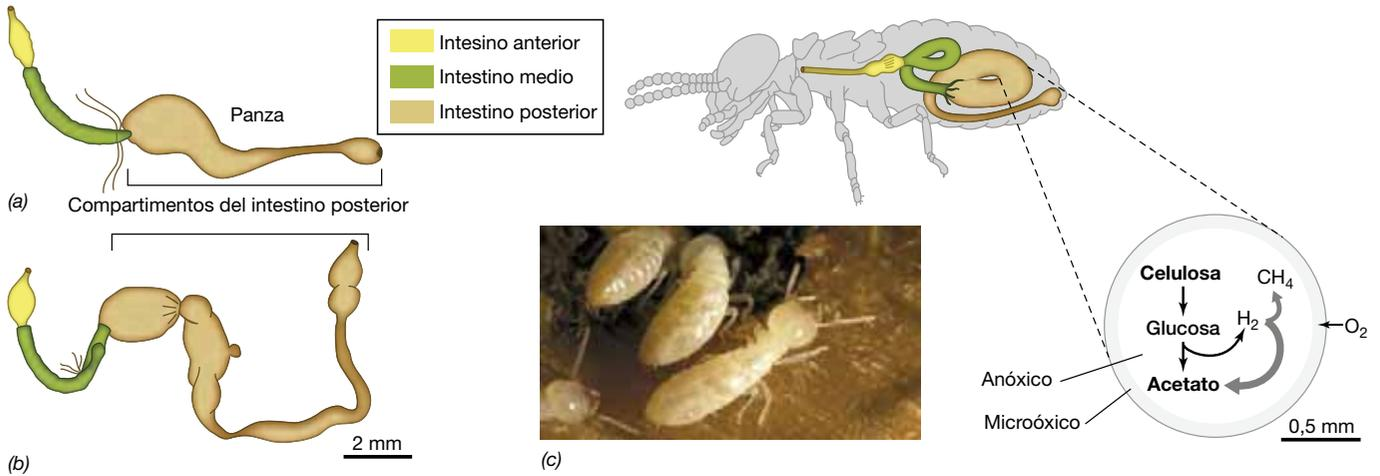 Intesino anterior
Intestino medio
Intestino posterior
Panza
(a)
Compartimentos del intestino posterior
(b)
2 mm
(c)
Celulosa
CH4
Glucosa
H2
O2
Acetato
Anóxico
Microóxico
0,5 mm